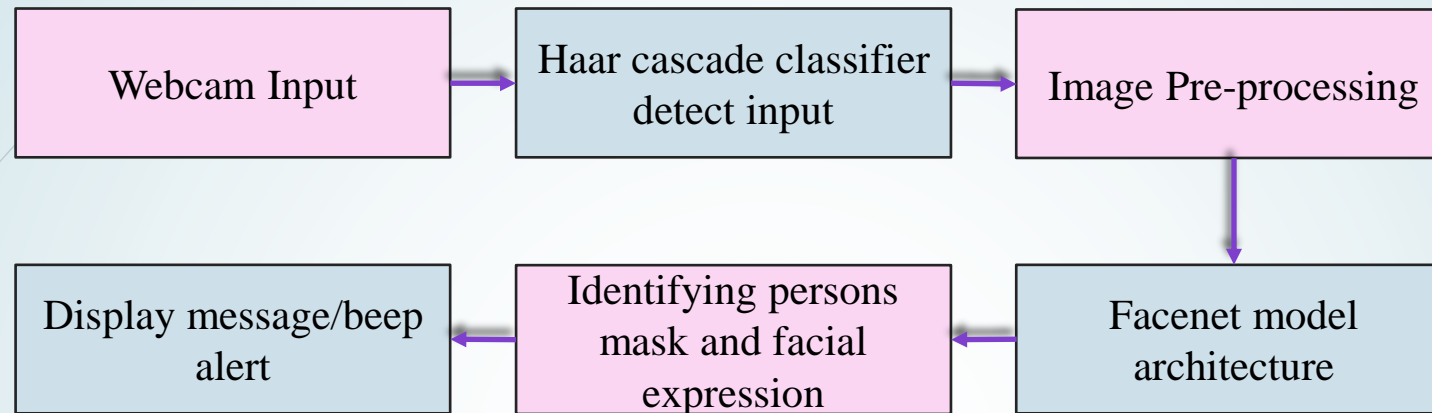 Webcam Input
Haar cascade classifier
detect input
Image Pre-processing
Facenet model
architecture
Identifying persons
mask and facial
expression
Display message/beep
alert